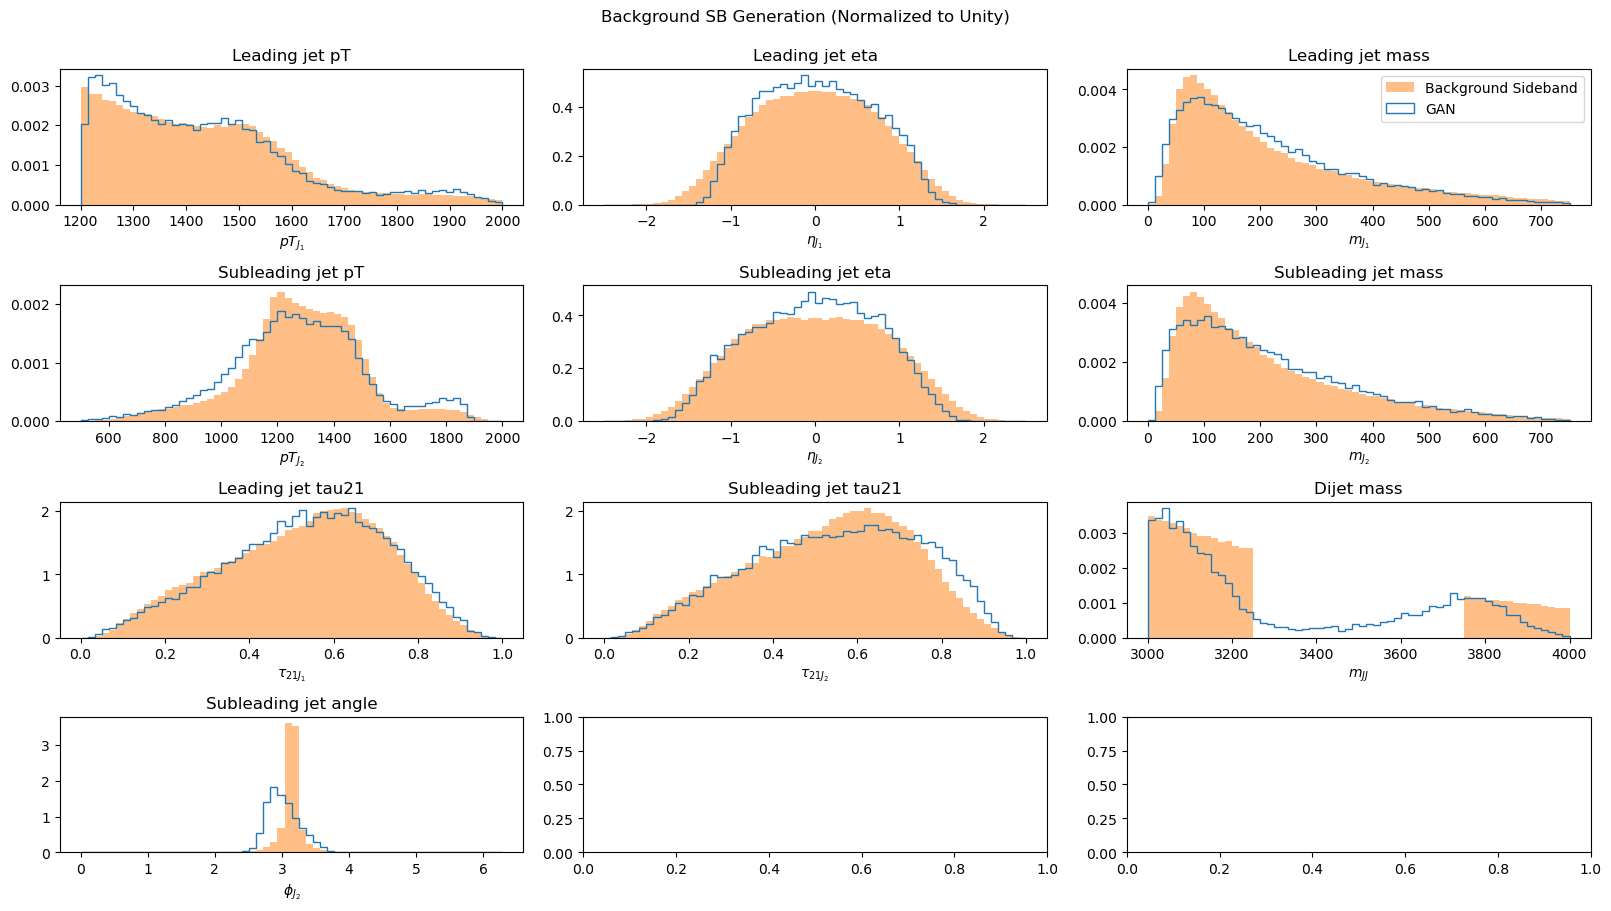 Background SB Generation (Normalized to Unity)
Leading jet pT
Leading jet eta
Leading jet mass
0.003
0.002
0.001
0.000
1200 1300 1400 1500 1600 1700 1800 1900 2000
pT_{J_1}
0.4
0.2
0.0
−2 −1 0 1 2
η_{J_1}
0.004
0.002
0.000
Background Sideband
GAN
0 100 200 300 400 500 600 700
m_{J_1}
Subleading jet pT
Subleading jet eta
Subleading jet mass
0.002
0.001
0.000
600 800 1000 1200 1400 1600 1800 2000
pT_{J_2}
0.4
0.2
0.0
−2 −1 0 1 2
η_{J_2}
0.004
0.002
0.000
0 100 200 300 400 500 600 700
m_{J_2}
Leading jet tau21
Subleading jet tau21
Dijet mass
2
1
0
0.0 0.2 0.4 0.6 0.8 1.0
τ_{21J_1}
2
1
0
0.0 0.2 0.4 0.6 0.8 1.0
τ_{21J_2}
0.003
0.002
0.001
0.000
3000 3200 3400 3600 3800 4000
m_{JJ}
Subleading jet angle
3
2
1
0
0 1 2 3 4 5 6
ϕ_{J_2}
1.00
0.75
0.50
0.25
0.00
0.0 0.2 0.4 0.6 0.8 1.0
1.00
0.75
0.50
0.25
0.00
0.0 0.2 0.4 0.6 0.8 1.0